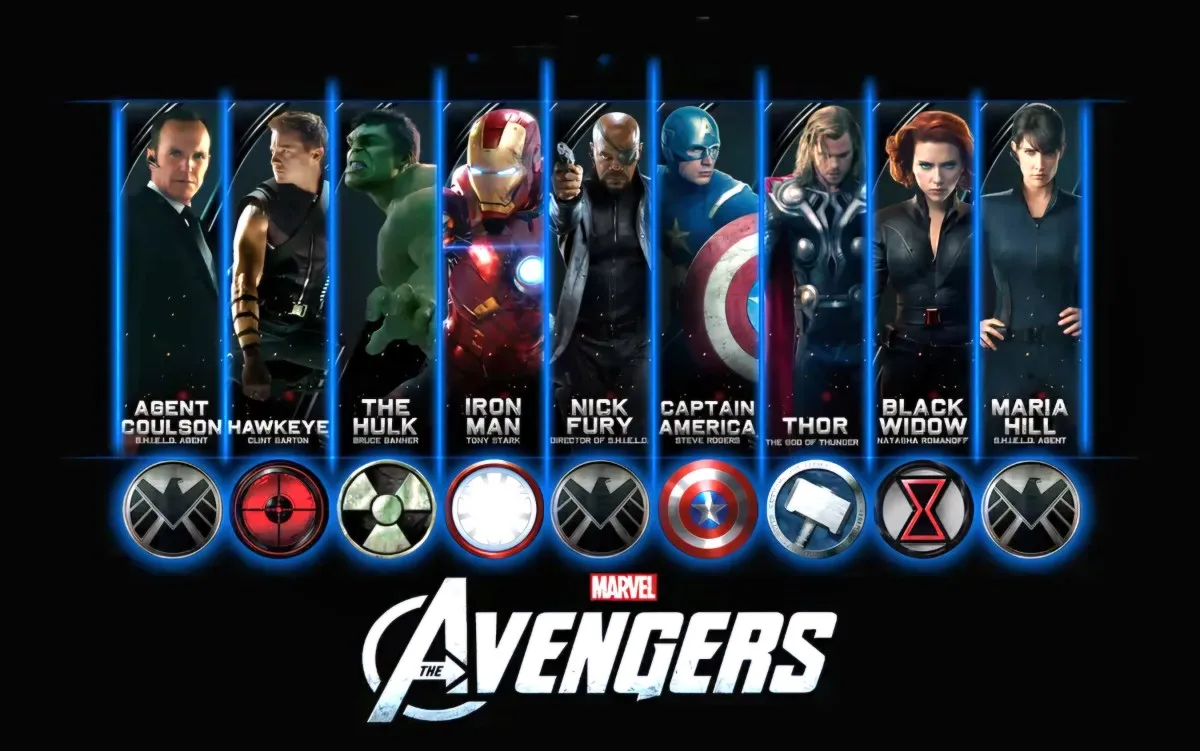 AGENT
COULSON
S.H.I.E.L.D. AGENT
HAWKEYE
CLINT BARTON
THE
HULK
BRUCE BANNER
IRON
MAN
TONY STARK
NICK
FURY
DIRECTOR OF S.H.I.E.L.D.
CAPTAIN
AMERICA
STEVE ROGERS
THOR
THE GOD OF THUNDER
BLACK
WIDOW
NATASHA ROMANOFF
MARIA
HILL
S.H.I.E.L.D. AGENT
MARVEL
THE AVENGERS